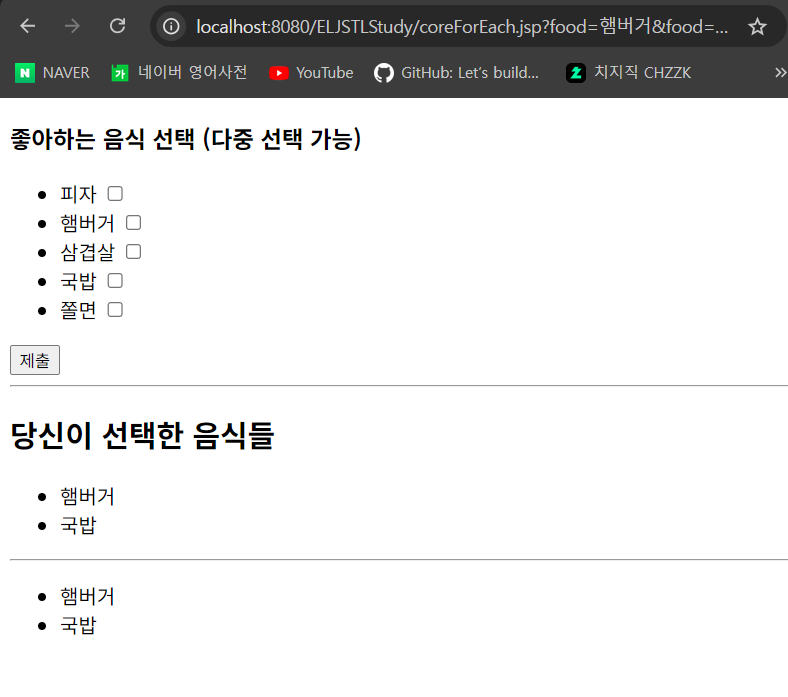 localhost:8080/ELJSTLStudy/coreForEach.jsp?food=햄버거&food=...
N NAVER 가 네이버 영어사전 YouTube GitHub: Let's build... 치지직 CHZZK »
좋아하는 음식 선택 (다중 선택 가능)
피자
햄버거
삼겹살
국밥
쫄면
제출
당신이 선택한 음식들
햄버거
국밥
햄버거
국밥